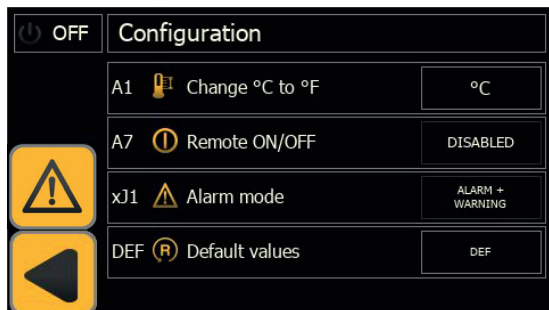 OFF Configuration
A1 Change °C to °F °C
A7 Remote ON/OFF DISABLED
xJ1 Alarm mode ALARM +
WARNING
DEF R Default values DEF